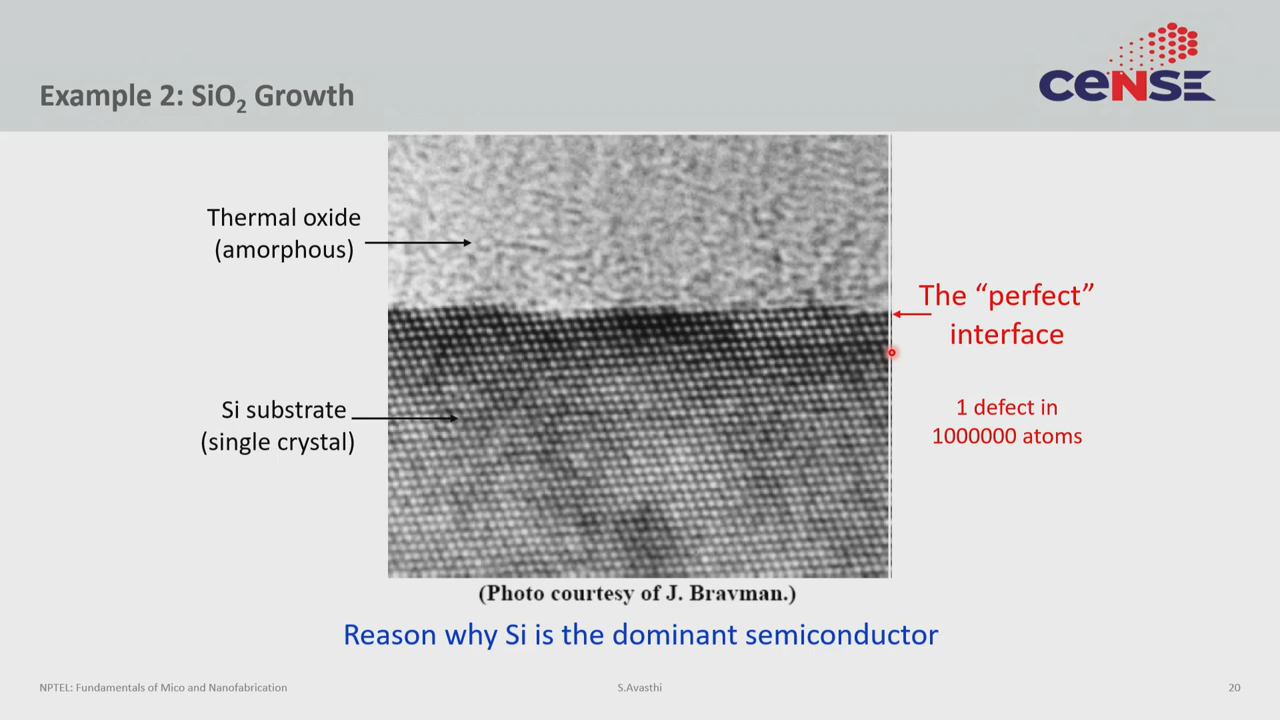 Example 2: SiO2 Growth
CeNSE
Thermal oxide
(amorphous)
The “perfect”
interface
Si substrate
(single crystal)
1 defect in
1000000 atoms
(Photo courtesy of J. Bravman.)
Reason why Si is the dominant semiconductor
NPTEL: Fundamentals of Mico and Nanofabrication
S.Avasthi
20